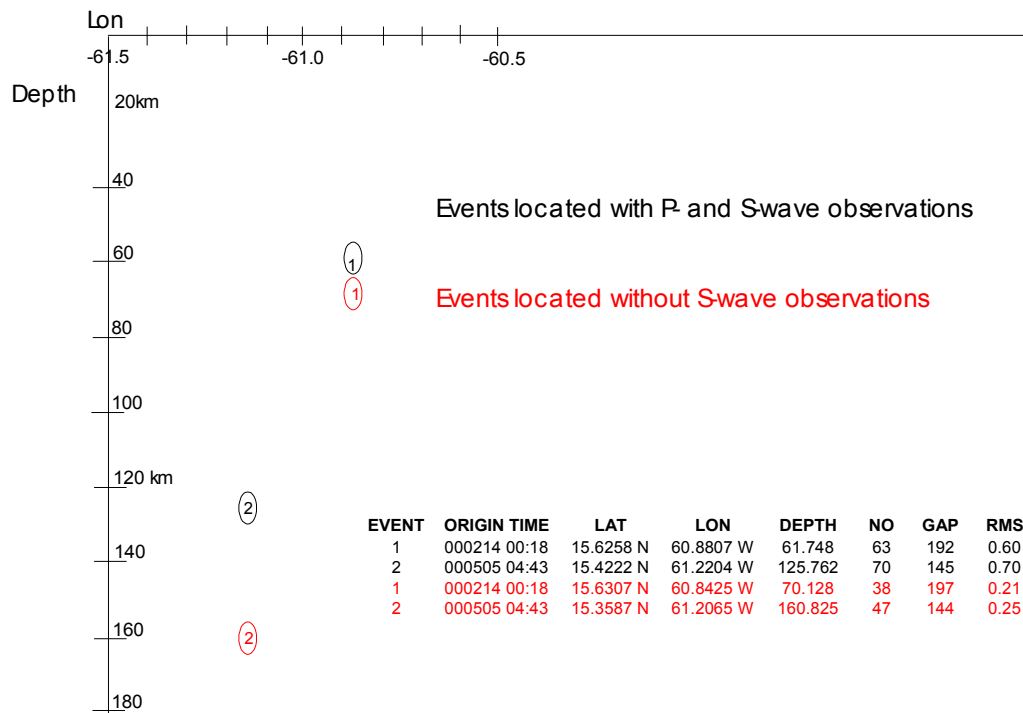 Lon
-61.5 -61.0 -60.5
Depth
20km
40
Events located with P- and S-wave observations
60
1
1
Events located without S-wave observations
80
100
120 km
2
EVENT ORIGIN TIME LAT LON DEPTH NO GAP RMS
1 000214 00:18 15.6258 N 60.8807 W 61.748 63 192 0.60
2 000505 04:43 15.4222 N 61.2204 W 125.762 70 145 0.70
1 000214 00:18 15.6307 N 60.8425 W 70.128 38 197 0.21
2 000505 04:43 15.3587 N 61.2065 W 160.825 47 144 0.25
140
160
2
180